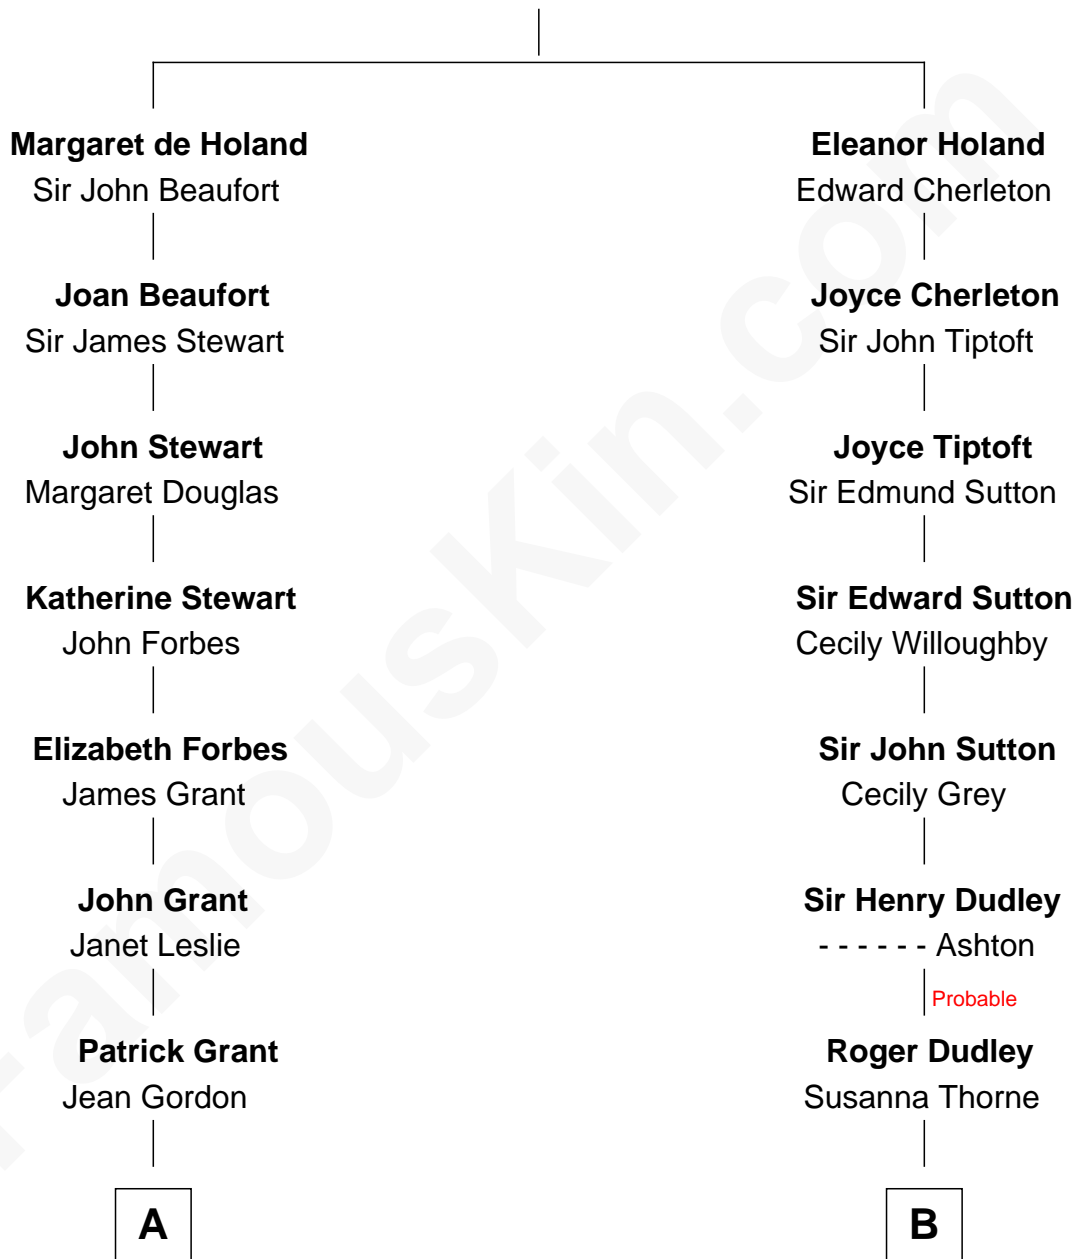 Margaret de Holand
Sir John Beaufort
Eleanor Holand
Edward Cherleton
Joan Beaufort
Sir James Stewart
Joyce Cherleton
Sir John Tiptoft
John Stewart
Margaret Douglas
Joyce Tiptoft
Sir Edmund Sutton
Katherine Stewart
John Forbes
Sir Edward Sutton
Cecily Willoughby
Elizabeth Forbes
James Grant
Sir John Sutton
Cecily Grey
John Grant
Janet Leslie
Sir Henry Dudley
- - - - - - Ashton
Probable
Patrick Grant
Jean Gordon
Roger Dudley
Susanna Thorne
A
B
FamousKin.com